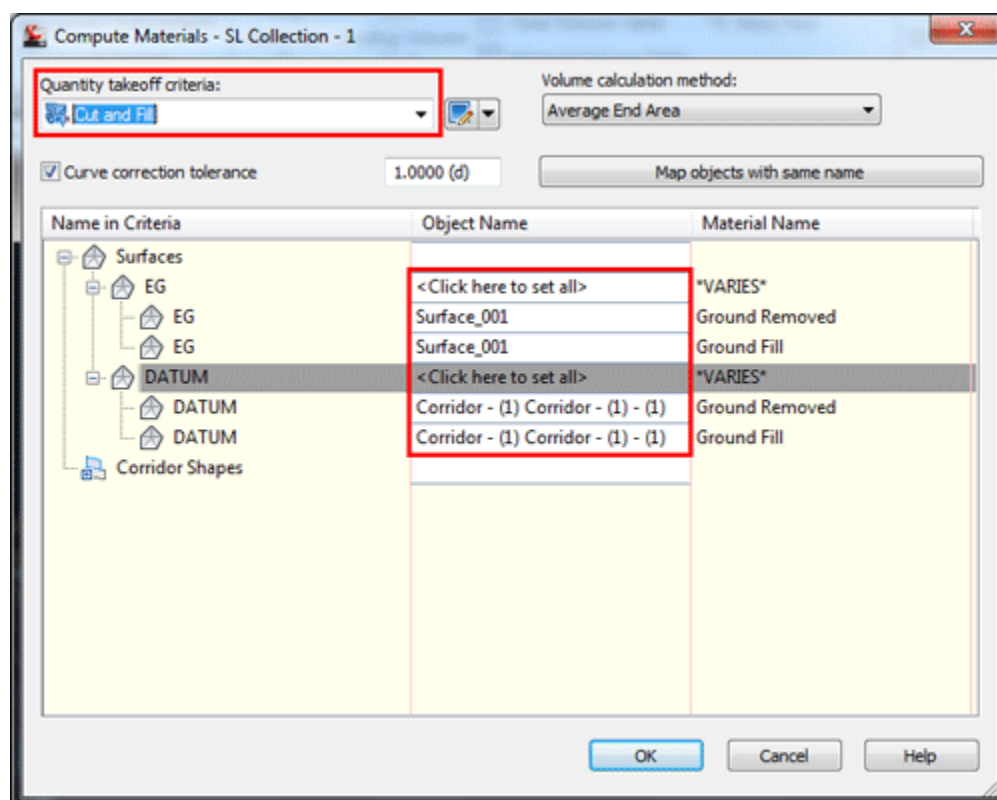 Compute Materials - SL Collection - 1
Quantity takeoff criteria:
Volume calculation method:
Cut and Fill
Average End Area
Curve correction tolerance
1.0000 (d)
Map objects with same name
Name in Criteria Object Name Material Name
Surfaces
EG <Click here to set all> *VARIES*
EG Surface_001 Ground Removed
EG Surface_001 Ground Fill
DATUM <Click here to set all> *VARIES*
DATUM Corridor - (1) Corridor - (1) - (1) Ground Removed
DATUM Corridor - (1) Corridor - (1) - (1) Ground Fill
Corridor Shapes
OK Cancel Help